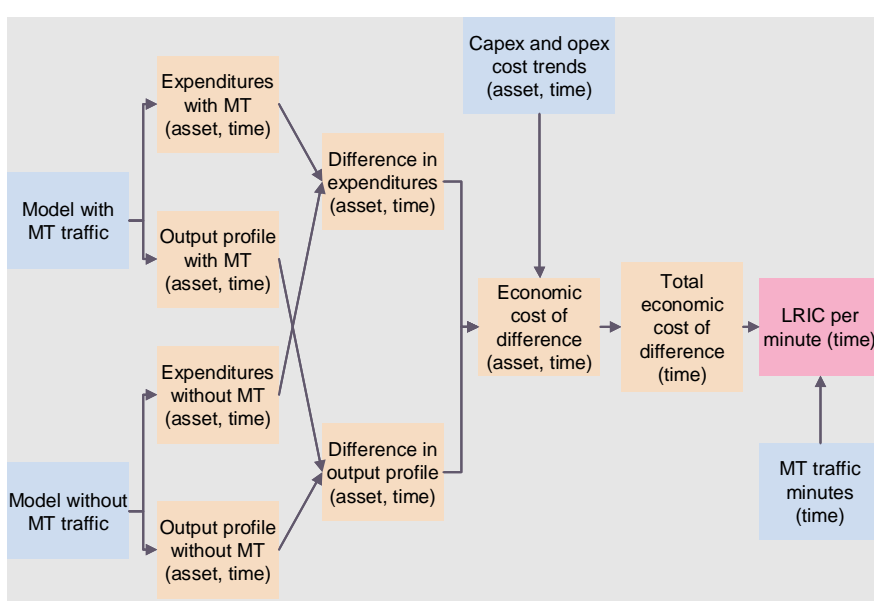 Capex and opex
cost trends
(asset, time)
Expenditures
with MT
(asset, time)
Difference in
expenditures
(asset, time)
Model with
MT traffic
Output profile
with MT
(asset, time)
Economic
cost of
difference
(asset, time)
Total
economic
cost of
difference
(time)
LRIC per
minute (time)
Expenditures
without MT
(asset, time)
Difference in
output profile
(asset, time)
MT traffic
minutes
(time)
Model without
MT traffic
Output profile
without MT
(asset, time)